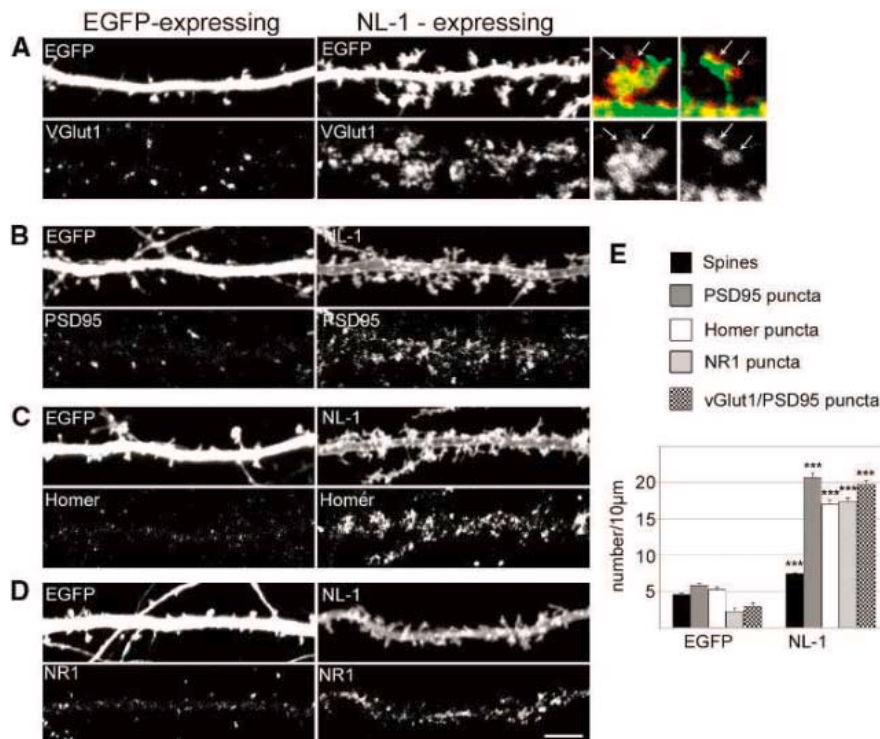 EGFP-expressing NL-1 - expressing
A
EGFP EGFP
VGlut1 VGlut1
B
EGFP NL-1
PSD95 PSD95
C
EGFP NL-1
Homer Homer
D
EGFP NL-1
NR1 NR1
E
Spines
PSD95 puncta
Homer puncta
NR1 puncta
vGlut1/PSD95 puncta
number/10µm
20
15
10
5
***
***
***
***
***
EGFP NL-1